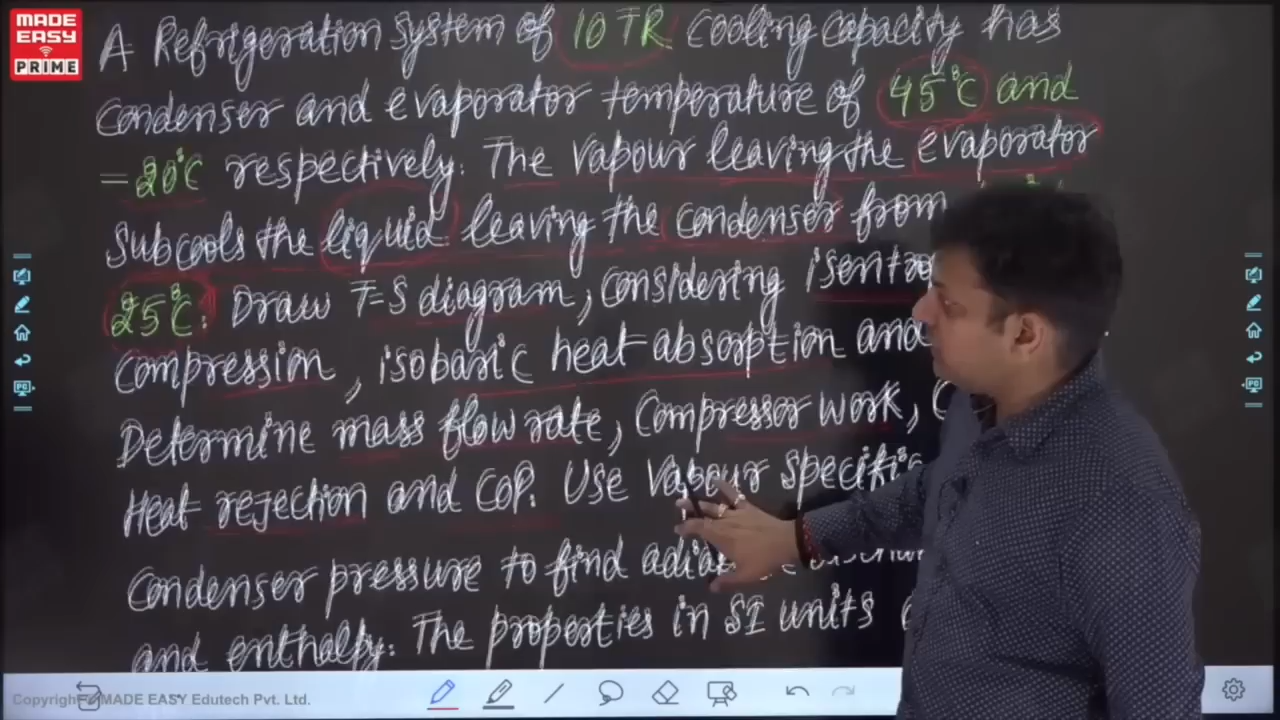 MADE
EASY
PRIME
A Refrigeration System of 10 TR Cooling capacity has
Condenser and evaporator temperature of 45°C and
-20°C respectively. The vapour leaving the evaporator
Subcools the liquid leaving the condenser from
25°C. Draw T-S diagram, considering
Compression, isobaric heat absorption and
Determine mass flow rate, Compressor work,
Heat rejection and COP. Use Vapour Specific
Condenser pressure to find
and enthalpy. The properties in SI units
Copyright © MADE EASY Edutech Pvt. Ltd.